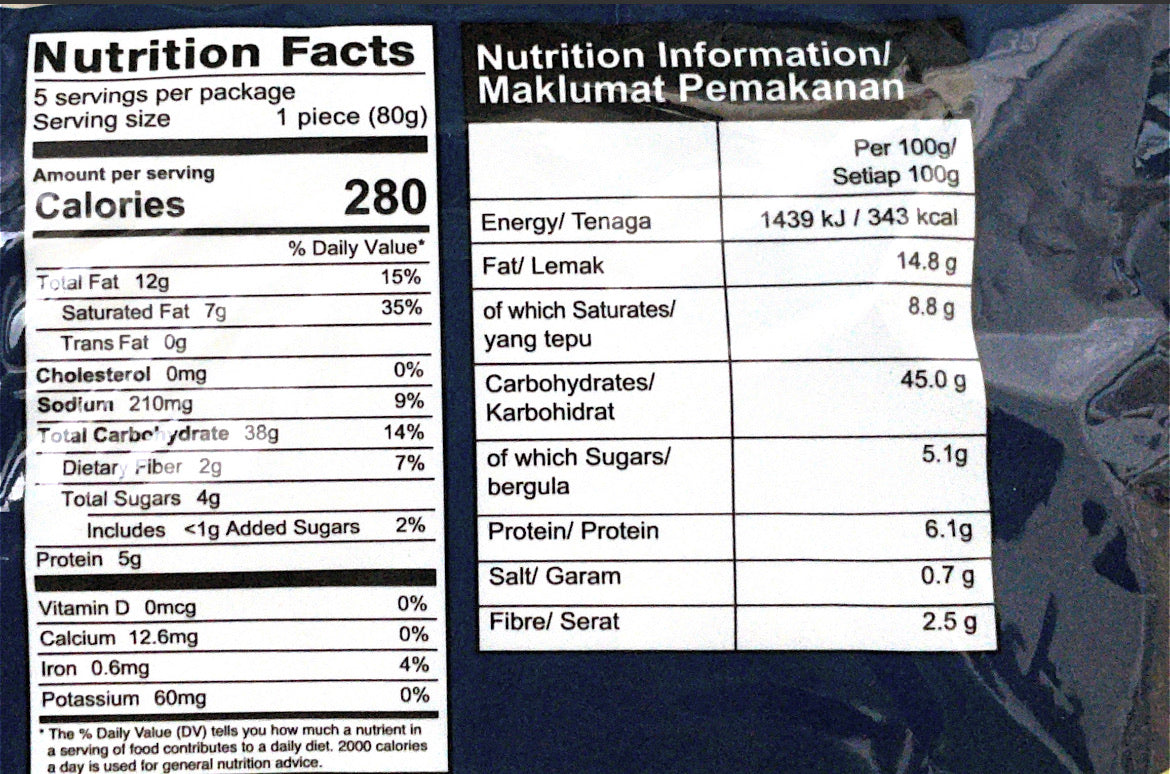 Nutrition Facts
5 servings per package
Serving size 1 piece (80g)
Amount per serving
Calories 280
% Daily Value*
Total Fat 12g 15%
Saturated Fat 7g 35%
Trans Fat 0g
Cholesterol 0mg 0%
Sodium 210mg 9%
Total Carbohydrate 38g 14%
Dietary Fiber 2g 7%
Total Sugars 4g
Includes <1g Added Sugars 2%
Protein 5g
Vitamin D 0mcg 0%
Calcium 12.6mg 0%
Iron 0.6mg 4%
Potassium 60mg 0%
* The % Daily Value (DV) tells you how much a nutrient in
a serving of food contributes to a daily diet. 2000 calories
a day is used for general nutrition advice.
Nutrition Information/
Maklumat Pemakanan
Per 100g/
Setiap 100g
Energy/ Tenaga 1439 kJ / 343 kcal
Fat/ Lemak 14.8 g
of which Saturates/ 8.8 g
yang tepu
Carbohydrates/ 45.0 g
Karbohidrat
of which Sugars/ 5.1g
bergula
Protein/ Protein 6.1g
Salt/ Garam 0.7 g
Fibre/ Serat 2.5 g